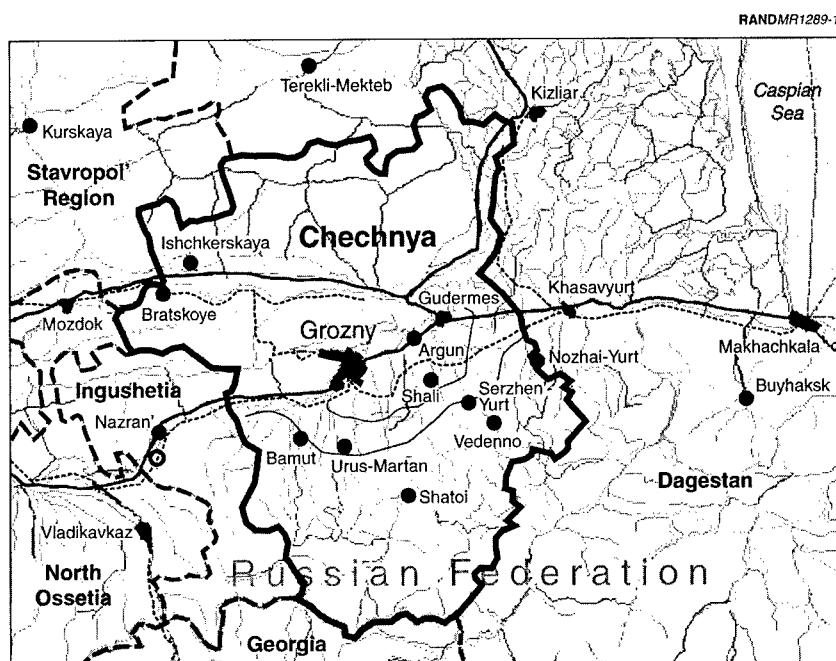 RANDMR1289-1
Terekli-Mekteb
Kizliar
Caspian
Sea
Kurskaya
Stavropol'
Region
Chechnya
Ishchkerskaya
Mozdok
Bratskoye
Gudermes
Khasavyurt
Grozny
Argun
Nozhai-Yurt
Makhachkala
Ingushetia
Shali
Serzhen
Yurt
Buyhaksk
Nazran'
Vedenno
Bamut
Urus-Martan
Dagestan
Shatoi
Vladikavkaz
North
Ossetia
Russian Federation
Georgia